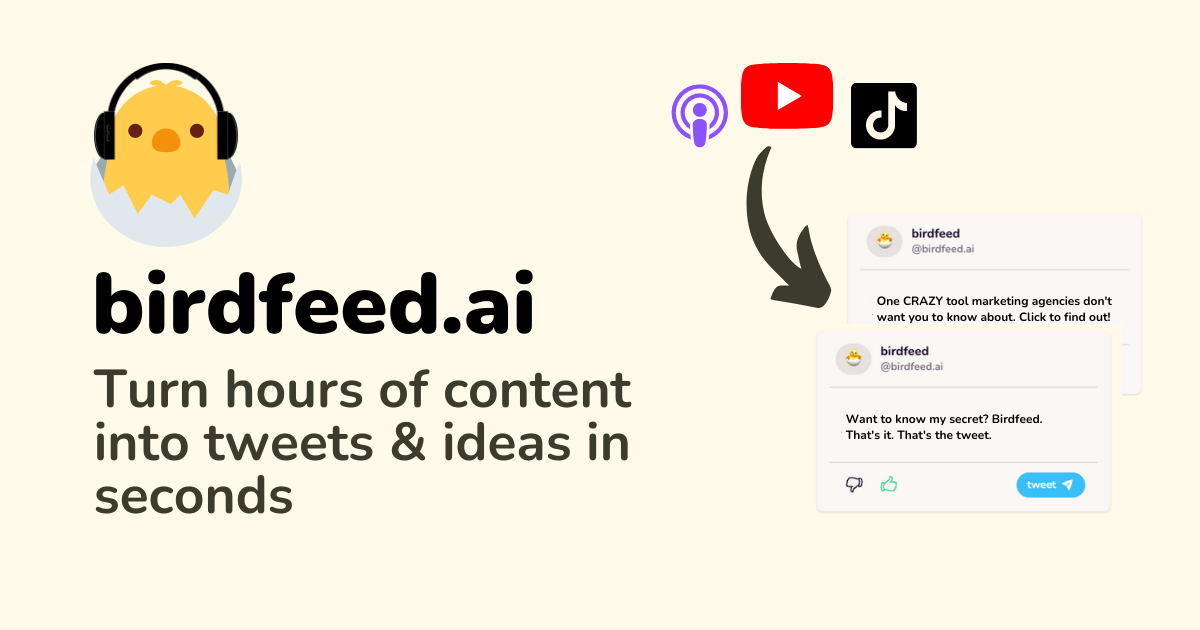 birdfeed.ai
Turn hours of content
into tweets & ideas in
seconds
birdfeed
@birdfeed.ai
One CRAZY tool marketing agencies don't
want you to know about. Click to find out!
birdfeed
@birdfeed.ai
Want to know my secret? Birdfeed.
That's it. That's the tweet.
tweet